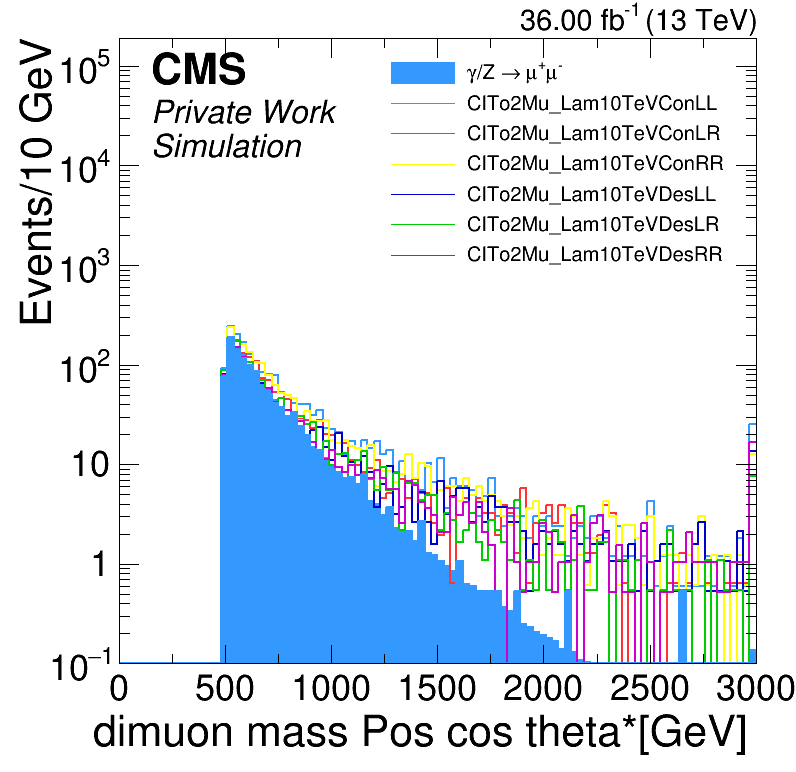 36.00 fb⁻¹ (13 TeV)
CMS
Private Work
Simulation
γ/Z → μ⁺μ⁻
CITo2Mu_Lam10TeVConLL
CITo2Mu_Lam10TeVConLR
CITo2Mu_Lam10TeVConRR
CITo2Mu_Lam10TeVDesLL
CITo2Mu_Lam10TeVDesLR
CITo2Mu_Lam10TeVDesRR
Events/10 GeV
10⁵
10⁴
10³
10²
10
1
10⁻¹
0 500 1000 1500 2000 2500 3000
dimuon mass Pos cos theta*[GeV]